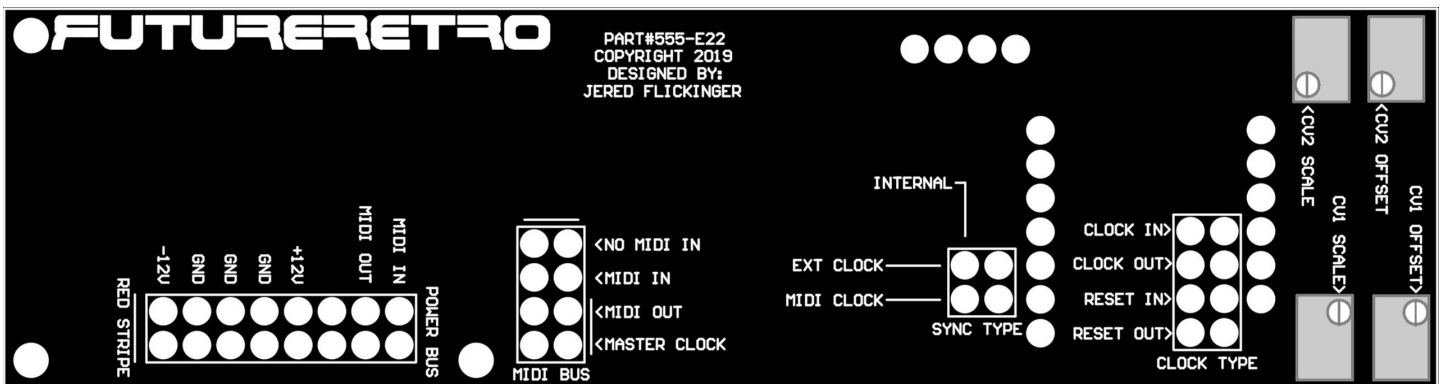 FUTURERETRO
PART#555-E22
COPYRIGHT 2019
DESIGNED BY:
JERED FLICKINGER
<CV2 SCALE
<CV2 OFFSET
CV1 SCALE>
CV1 OFFSET>
INTERNAL
EXT CLOCK
MIDI CLOCK
SYNC TYPE
CLOCK IN>
CLOCK OUT>
RESET IN>
RESET OUT>
CLOCK TYPE
<NO MIDI IN
<MIDI IN
<MIDI OUT
<MASTER CLOCK
MIDI BUS
RED STRIPE
-12V
GND
GND
GND
+12V
MIDI OUT
MIDI IN
POWER BUS